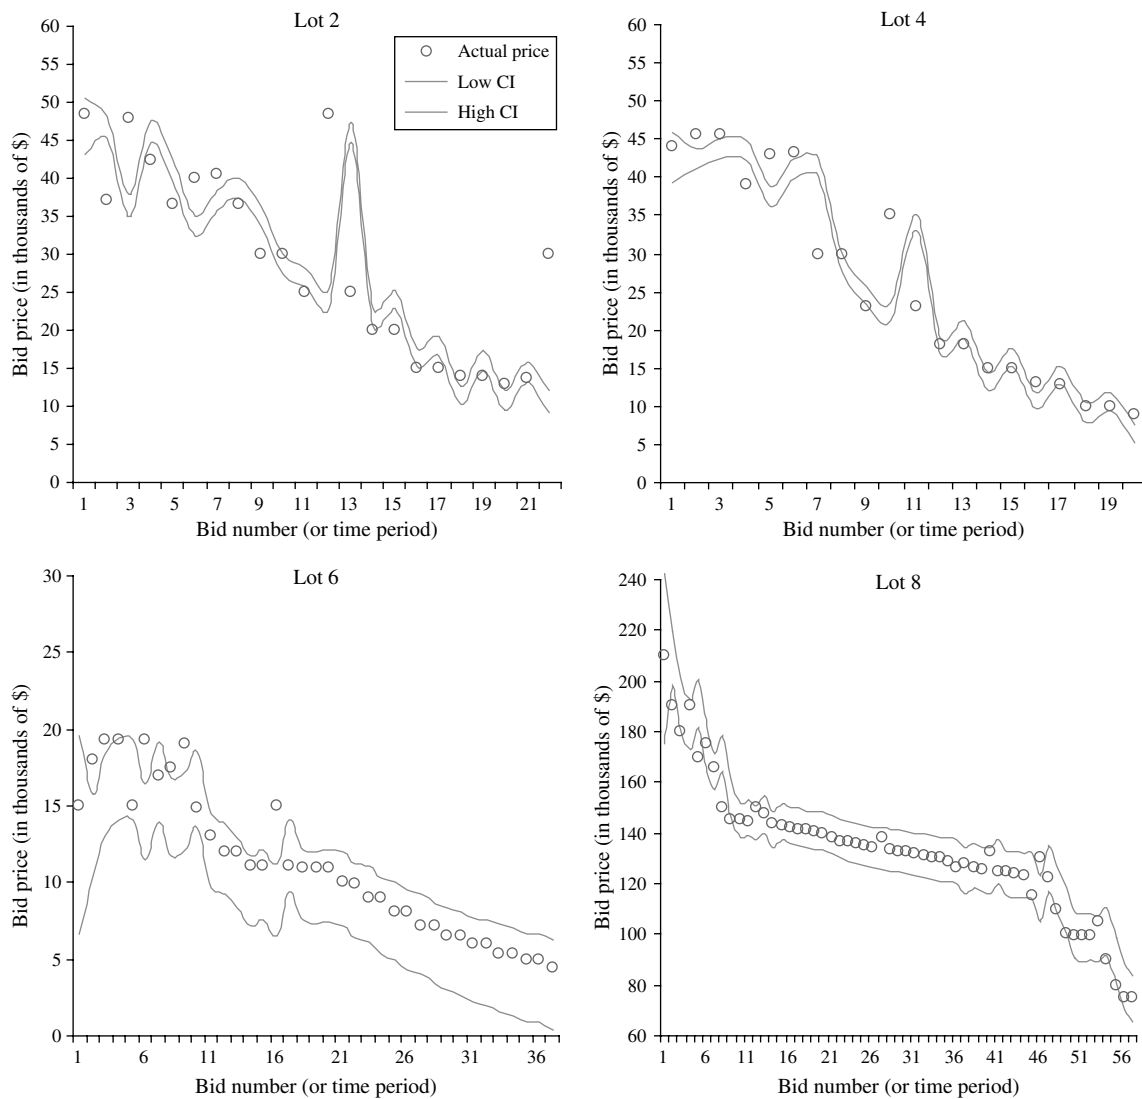 Lot 2
Actual price
Low CI
High CI
Bid price (in thousands of $)
60
55
50
45
40
35
30
25
20
15
10
5
0
1 3 5 7 9 11 13 15 17 19 21
Bid number (or time period)
Lot 4
Bid price (in thousands of $)
60
55
50
45
40
35
30
25
20
15
10
5
0
1 3 5 7 9 11 13 15 17 19
Bid number (or time period)
Lot 6
Bid price (in thousands of $)
30
25
20
15
10
5
0
1 6 11 16 21 26 31 36
Bid number (or time period)
Lot 8
Bid price (in thousands of $)
240
220
200
180
160
140
120
100
80
60
1 6 11 16 21 26 31 36 41 46 51 56
Bid number (or time period)